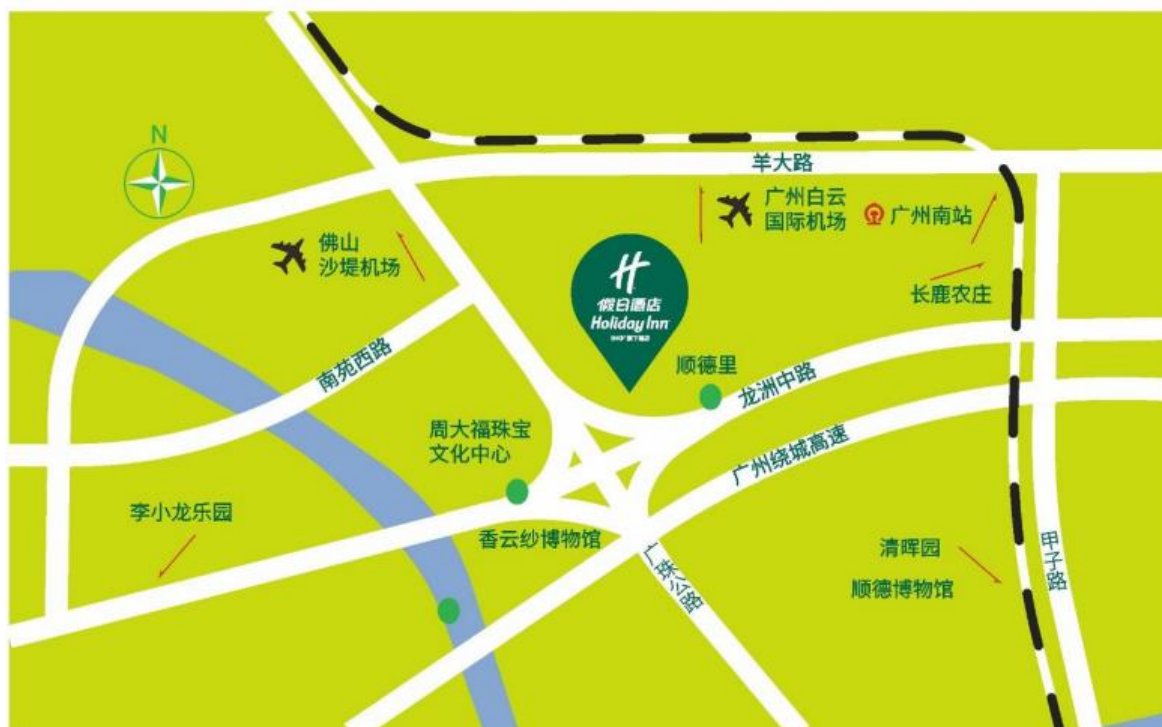 N
羊大路
广州白云
国际机场
广州南站
佛山
沙堤机场
长鹿农庄
假日酒店
Holiday Inn
顺德里
龙洲中路
南苑西路
周大福珠宝
文化中心
广州绕城高速
李小龙乐园
香云纱博物馆
广珠公路
清晖园
顺德博物馆
甲子路